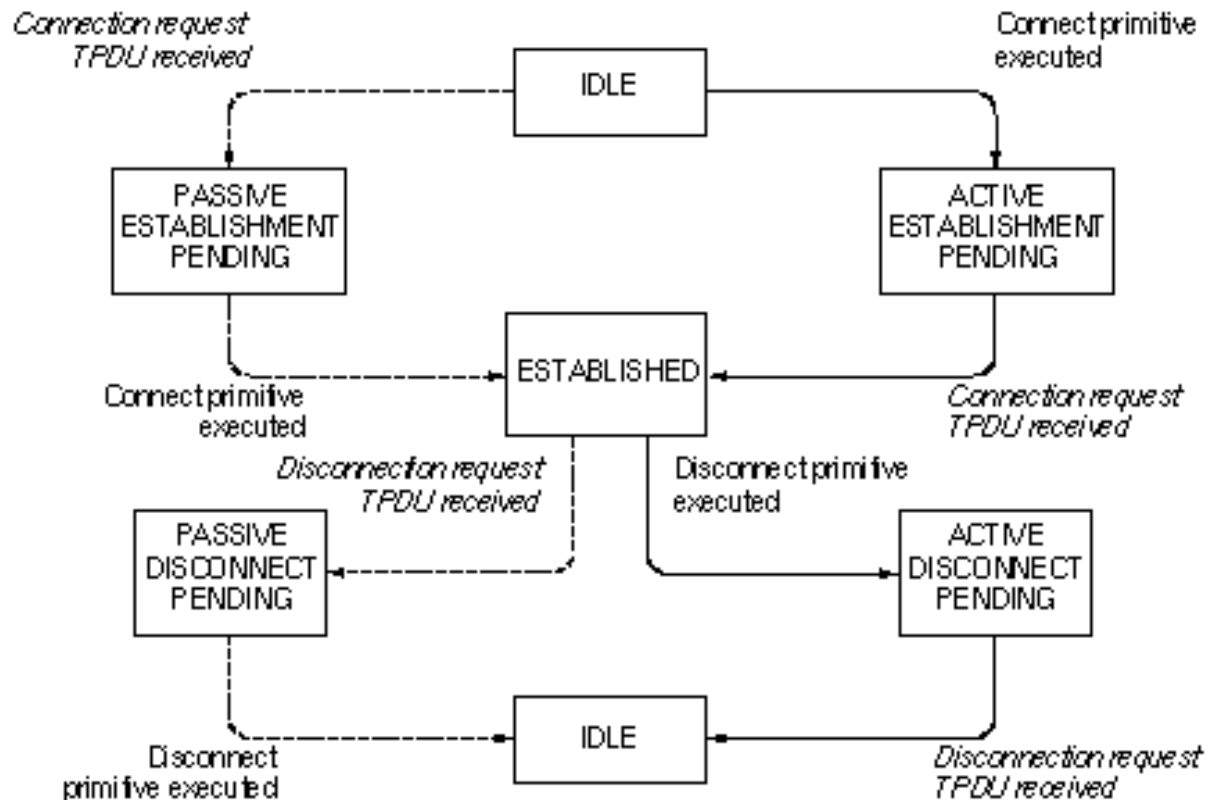 Connection request
TPDU received
Connect primitive
executed
IDLE
PASSIVE
ESTABLISHMENT
PENDING
ACTIVE
ESTABLISHMENT
PENDING
ESTABLISHED
Connect primitive
executed
Connection request
TPDU received
Disconnection request
TPDU received
Disconnect primitive
executed
PASSIVE
DISCONNECT
PENDING
ACTIVE
DISCONNECT
PENDING
IDLE
Disconnect
primitive executed
Disconnection request
TPDU received